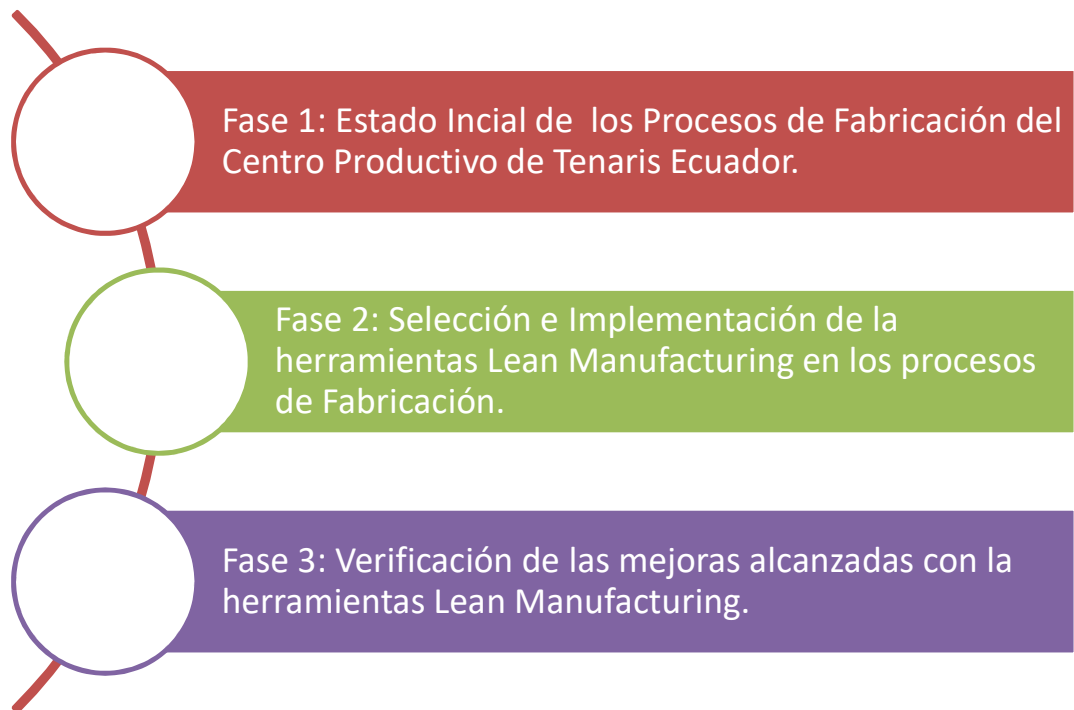 Fase 1: Estado Incial de  los Procesos de Fabricación del
Centro Productivo de Tenaris Ecuador.
Fase 2: Selección e Implementación de la
herramientas Lean Manufacturing en los procesos
de Fabricación.
Fase 3: Verificación de las mejoras alcanzadas con la
herramientas Lean Manufacturing.